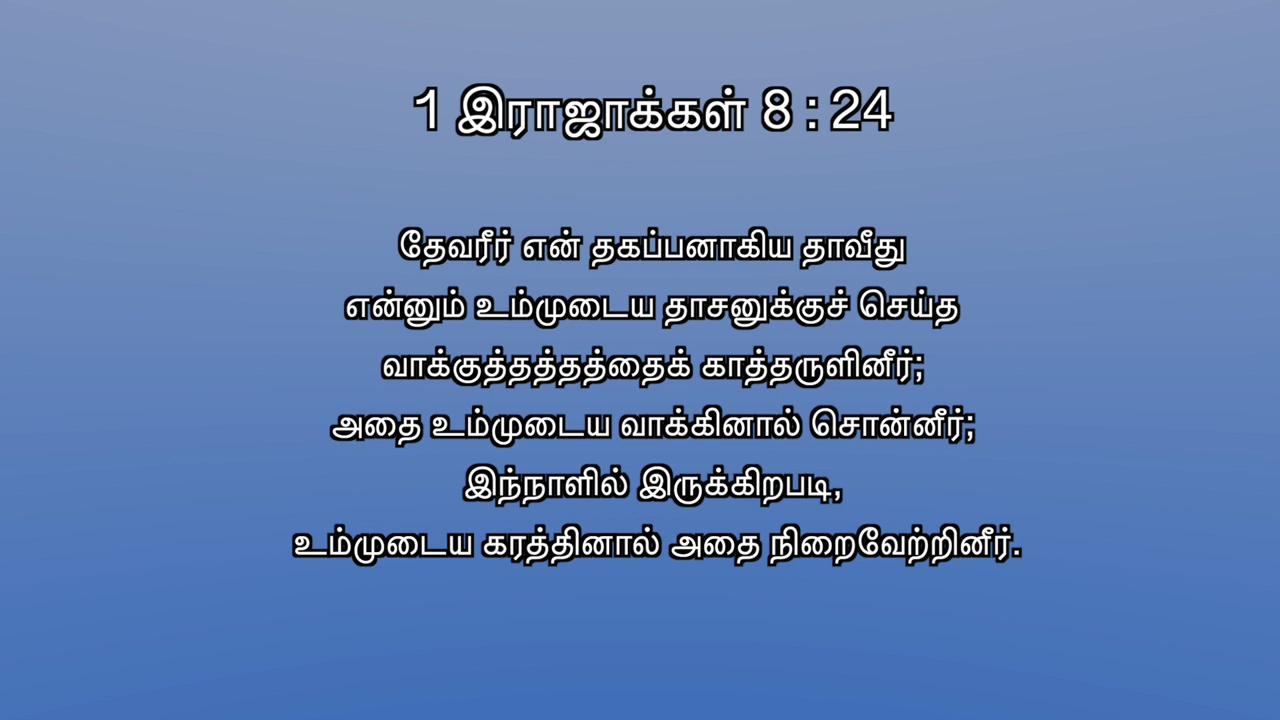 1 இராஜாக்கள் 8 : 24
தேவரீர் என் தகப்பனாகிய தாவீது
என்னும் உம்முடைய தாசனுக்குச் செய்த
வாக்குத்தத்தத்தைக் காத்தருளினீர்;
அதை உம்முடைய வாக்கினால் சொன்னீர்;
இந்நாளில் இருக்கிறபடி,
உம்முடைய கரத்தினால் அதை நிறைவேற்றினீர்.